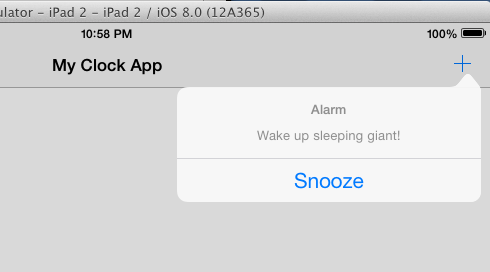 ulator - iPad 2 - iPad 2 / iOS 8.0 (12A365)
10:58 PM 100%
My Clock App
Alarm
Wake up sleeping giant!
Snooze